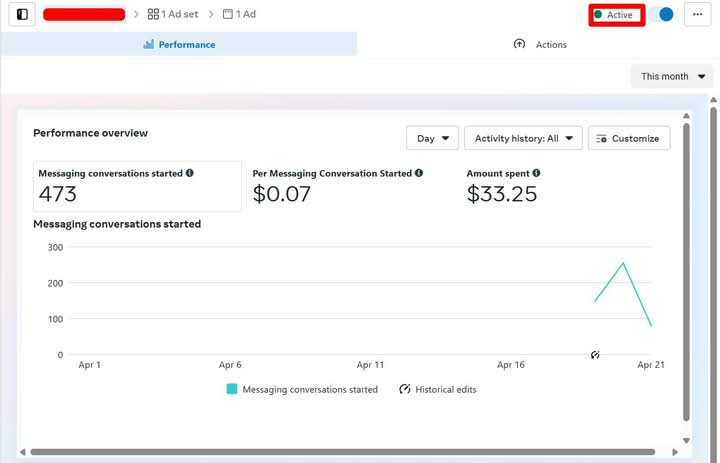 1 Ad set
1 Ad
Active
Performance
Actions
This month
Performance overview
Day
Activity history: All
Customize
Messaging conversations started
473
Per Messaging Conversation Started
$0.07
Amount spent
$33.25
Messaging conversations started
300
200
100
0
Apr 1
Apr 6
Apr 11
Apr 16
Apr 21
Messaging conversations started
Historical edits